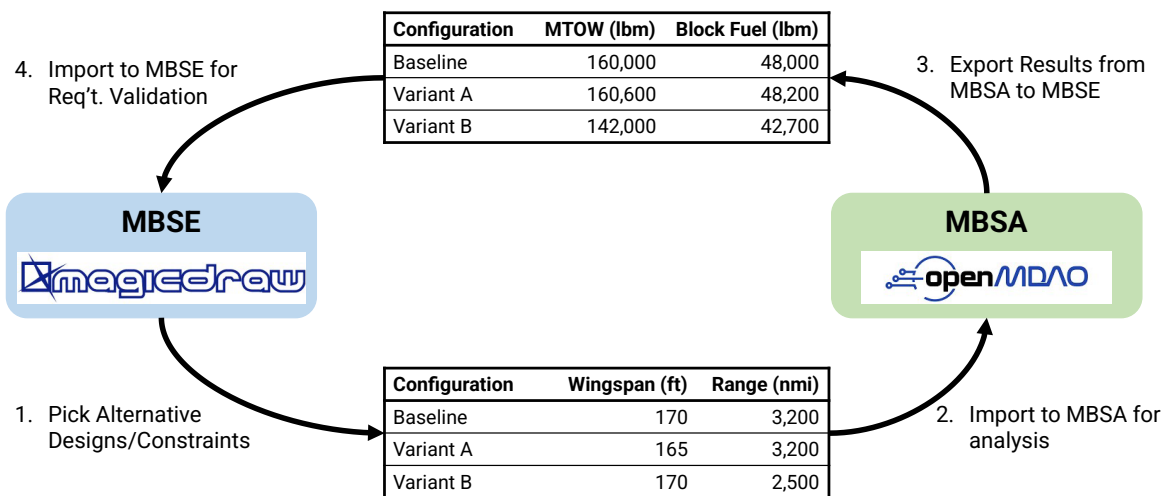 Configuration MTOW (lbm) Block Fuel (lbm)
Baseline 160,000 48,000
Variant A 160,600 48,200
Variant B 142,000 42,700
4. Import to MBSE for
Req't. Validation
3. Export Results from
MBSA to MBSE
MBSE
magicdraw
MBSA
openMDAO
Configuration Wingspan (ft) Range (nmi)
Baseline 170 3,200
Variant A 165 3,200
Variant B 170 2,500
1. Pick Alternative
Designs/Constraints
2. Import to MBSA for
analysis